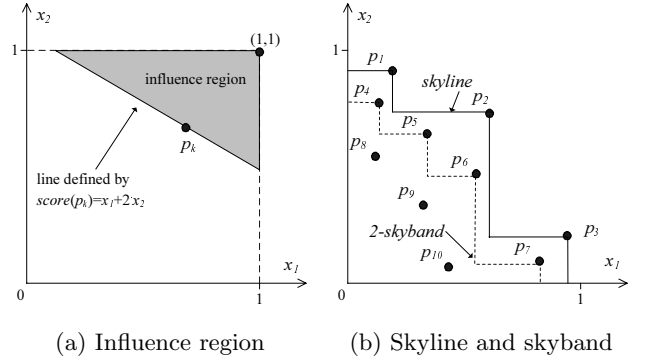 x2
1
(1,1)
influence region
pk
line defined by
score(pk)=x1+2·x2
x1
0
1
(a) Influence region
x2
1
p1
skyline
p4
p2
p5
p8
p6
p9
2-skyband
p3
p10
p7
x1
0
1
(b) Skyline and skyband